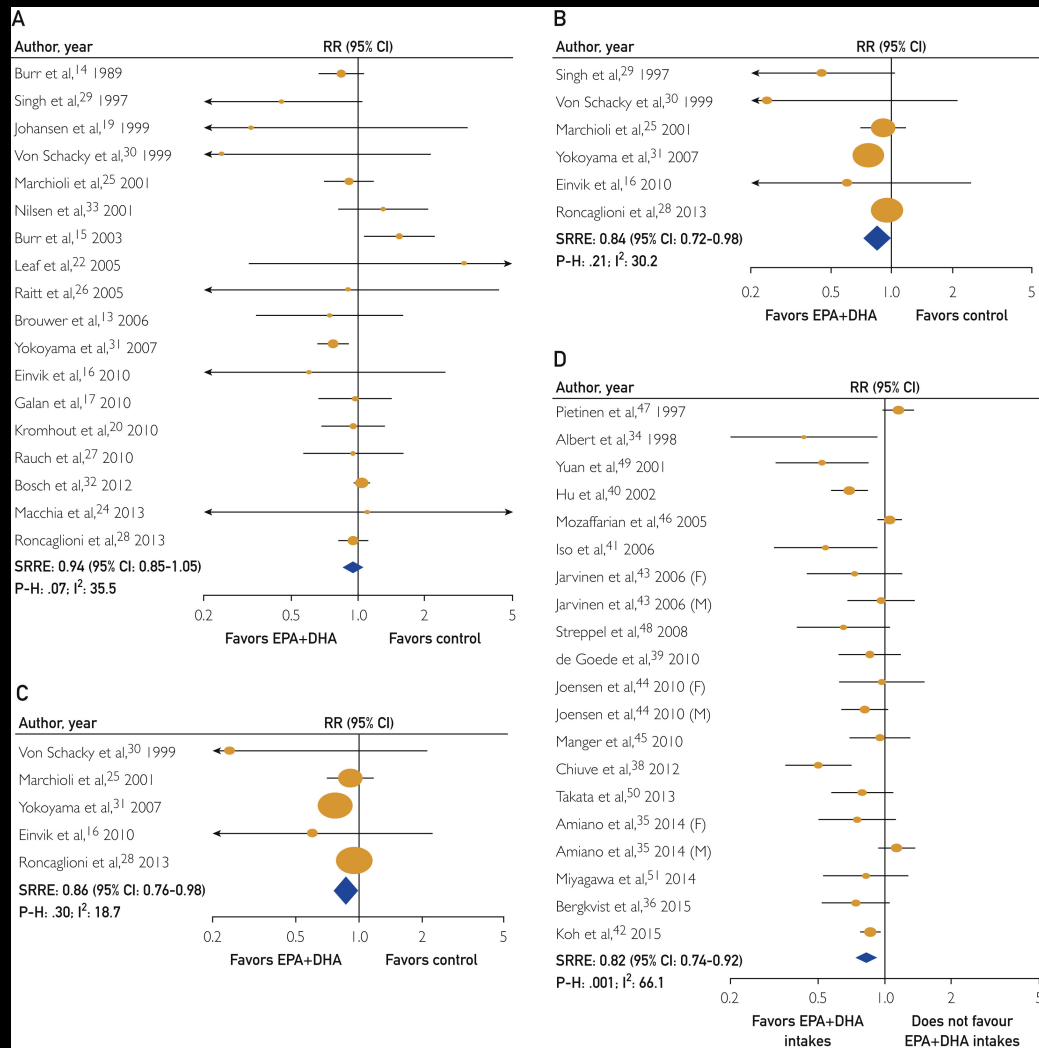 A
Author, year RR (95% CI)
Burr et al,14 1989
Singh et al,29 1997
Johansen et al,19 1999
Von Schacky et al,30 1999
Marchioli et al,25 2001
Nilsen et al,33 2001
Burr et al,15 2003
Leaf et al,22 2005
Raitt et al,26 2005
Brouwer et al,13 2006
Yokoyama et al,31 2007
Einvik et al,16 2010
Galan et al,17 2010
Kromhout et al,20 2010
Rauch et al,27 2010
Bosch et al,32 2012
Macchia et al,24 2013
Roncaglioni et al,28 2013
SRRE: 0.94 (95% CI: 0.85-1.05)
P-H: .07; I2: 35.5
0.2 0.5 1.0 2 5
Favors EPA+DHA Favors control
B
Author, year RR (95% CI)
Singh et al,29 1997
Von Schacky et al,30 1999
Marchioli et al,25 2001
Yokoyama et al,31 2007
Einvik et al,16 2010
Roncaglioni et al,28 2013
SRRE: 0.84 (95% CI: 0.72-0.98)
P-H: .21; I2: 30.2
0.2 0.5 1.0 2 5
Favors EPA+DHA Favors control
C
Author, year RR (95% CI)
Von Schacky et al,30 1999
Marchioli et al,25 2001
Yokoyama et al,31 2007
Einvik et al,16 2010
Roncaglioni et al,28 2013
SRRE: 0.86 (95% CI: 0.76-0.98)
P-H: .30; I2: 18.7
0.2 0.5 1.0 2 5
Favors EPA+DHA Favors control
D
Author, year RR (95% CI)
Pietinen et al,47 1997
Albert et al,34 1998
Yuan et al,49 2001
Hu et al,40 2002
Mozaffarian et al,46 2005
Iso et al,41 2006
Jarvinen et al,43 2006 (F)
Jarvinen et al,43 2006 (M)
Streppel et al,48 2008
de Goede et al,39 2010
Joensen et al,44 2010 (F)
Joensen et al,44 2010 (M)
Manger et al,45 2010
Chiuve et al,38 2012
Takata et al,50 2013
Amiano et al,35 2014 (F)
Amiano et al,35 2014 (M)
Miyagawa et al,51 2014
Bergkvist et al,36 2015
Koh et al,42 2015
SRRE: 0.82 (95% CI: 0.74-0.92)
P-H: .001; I2: 66.1
0.2 0.5 1.0 2 5
Favors EPA+DHA Does not favour
intakes EPA+DHA intakes